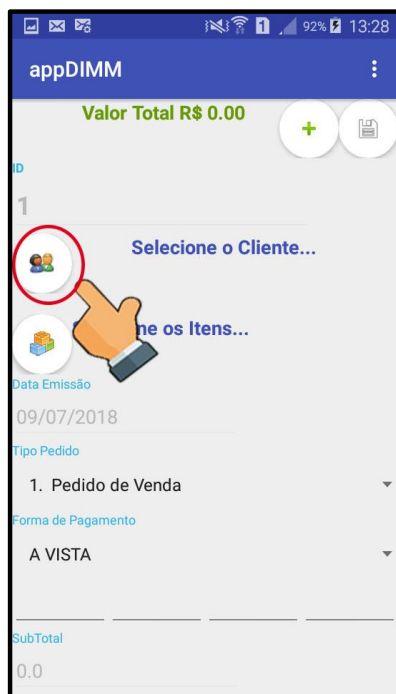 1 92% 13:28
appDIMM
Valor Total R$ 0.00
ID
1
Selecione o Cliente...
ne os Itens...
Data Emissão
09/07/2018
Tipo Pedido
1. Pedido de Venda
Forma de Pagamento
A VISTA
SubTotal
0.0